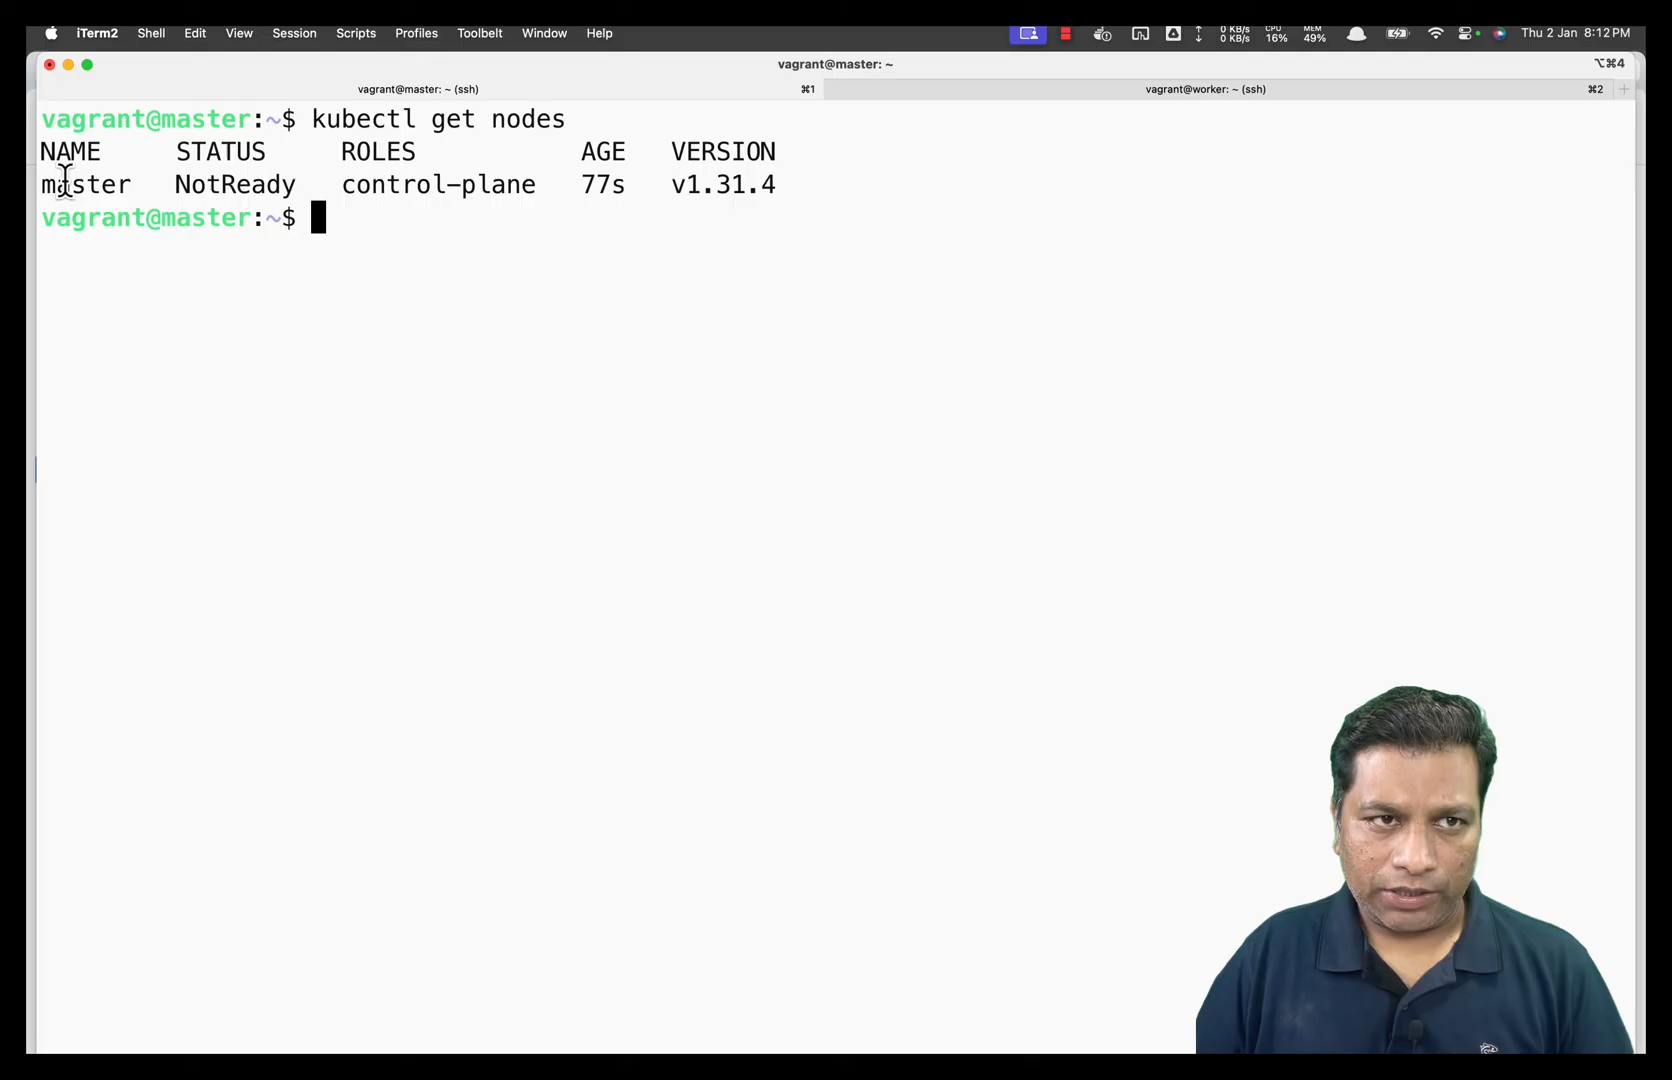 iTerm2 Shell Edit View Session Scripts Profiles Toolbelt Window Help 0 KB/s 0 KB/s CPU 16% MEM 49% Thu 2 Jan 8:12 PM
vagrant@master: ~ ⌥⌘4
vagrant@master: ~ (ssh) ⌘1 vagrant@worker: ~ (ssh) ⌘2
vagrant@master:~$ kubectl get nodes
NAME STATUS ROLES AGE VERSION
master NotReady control-plane 77s v1.31.4
vagrant@master:~$